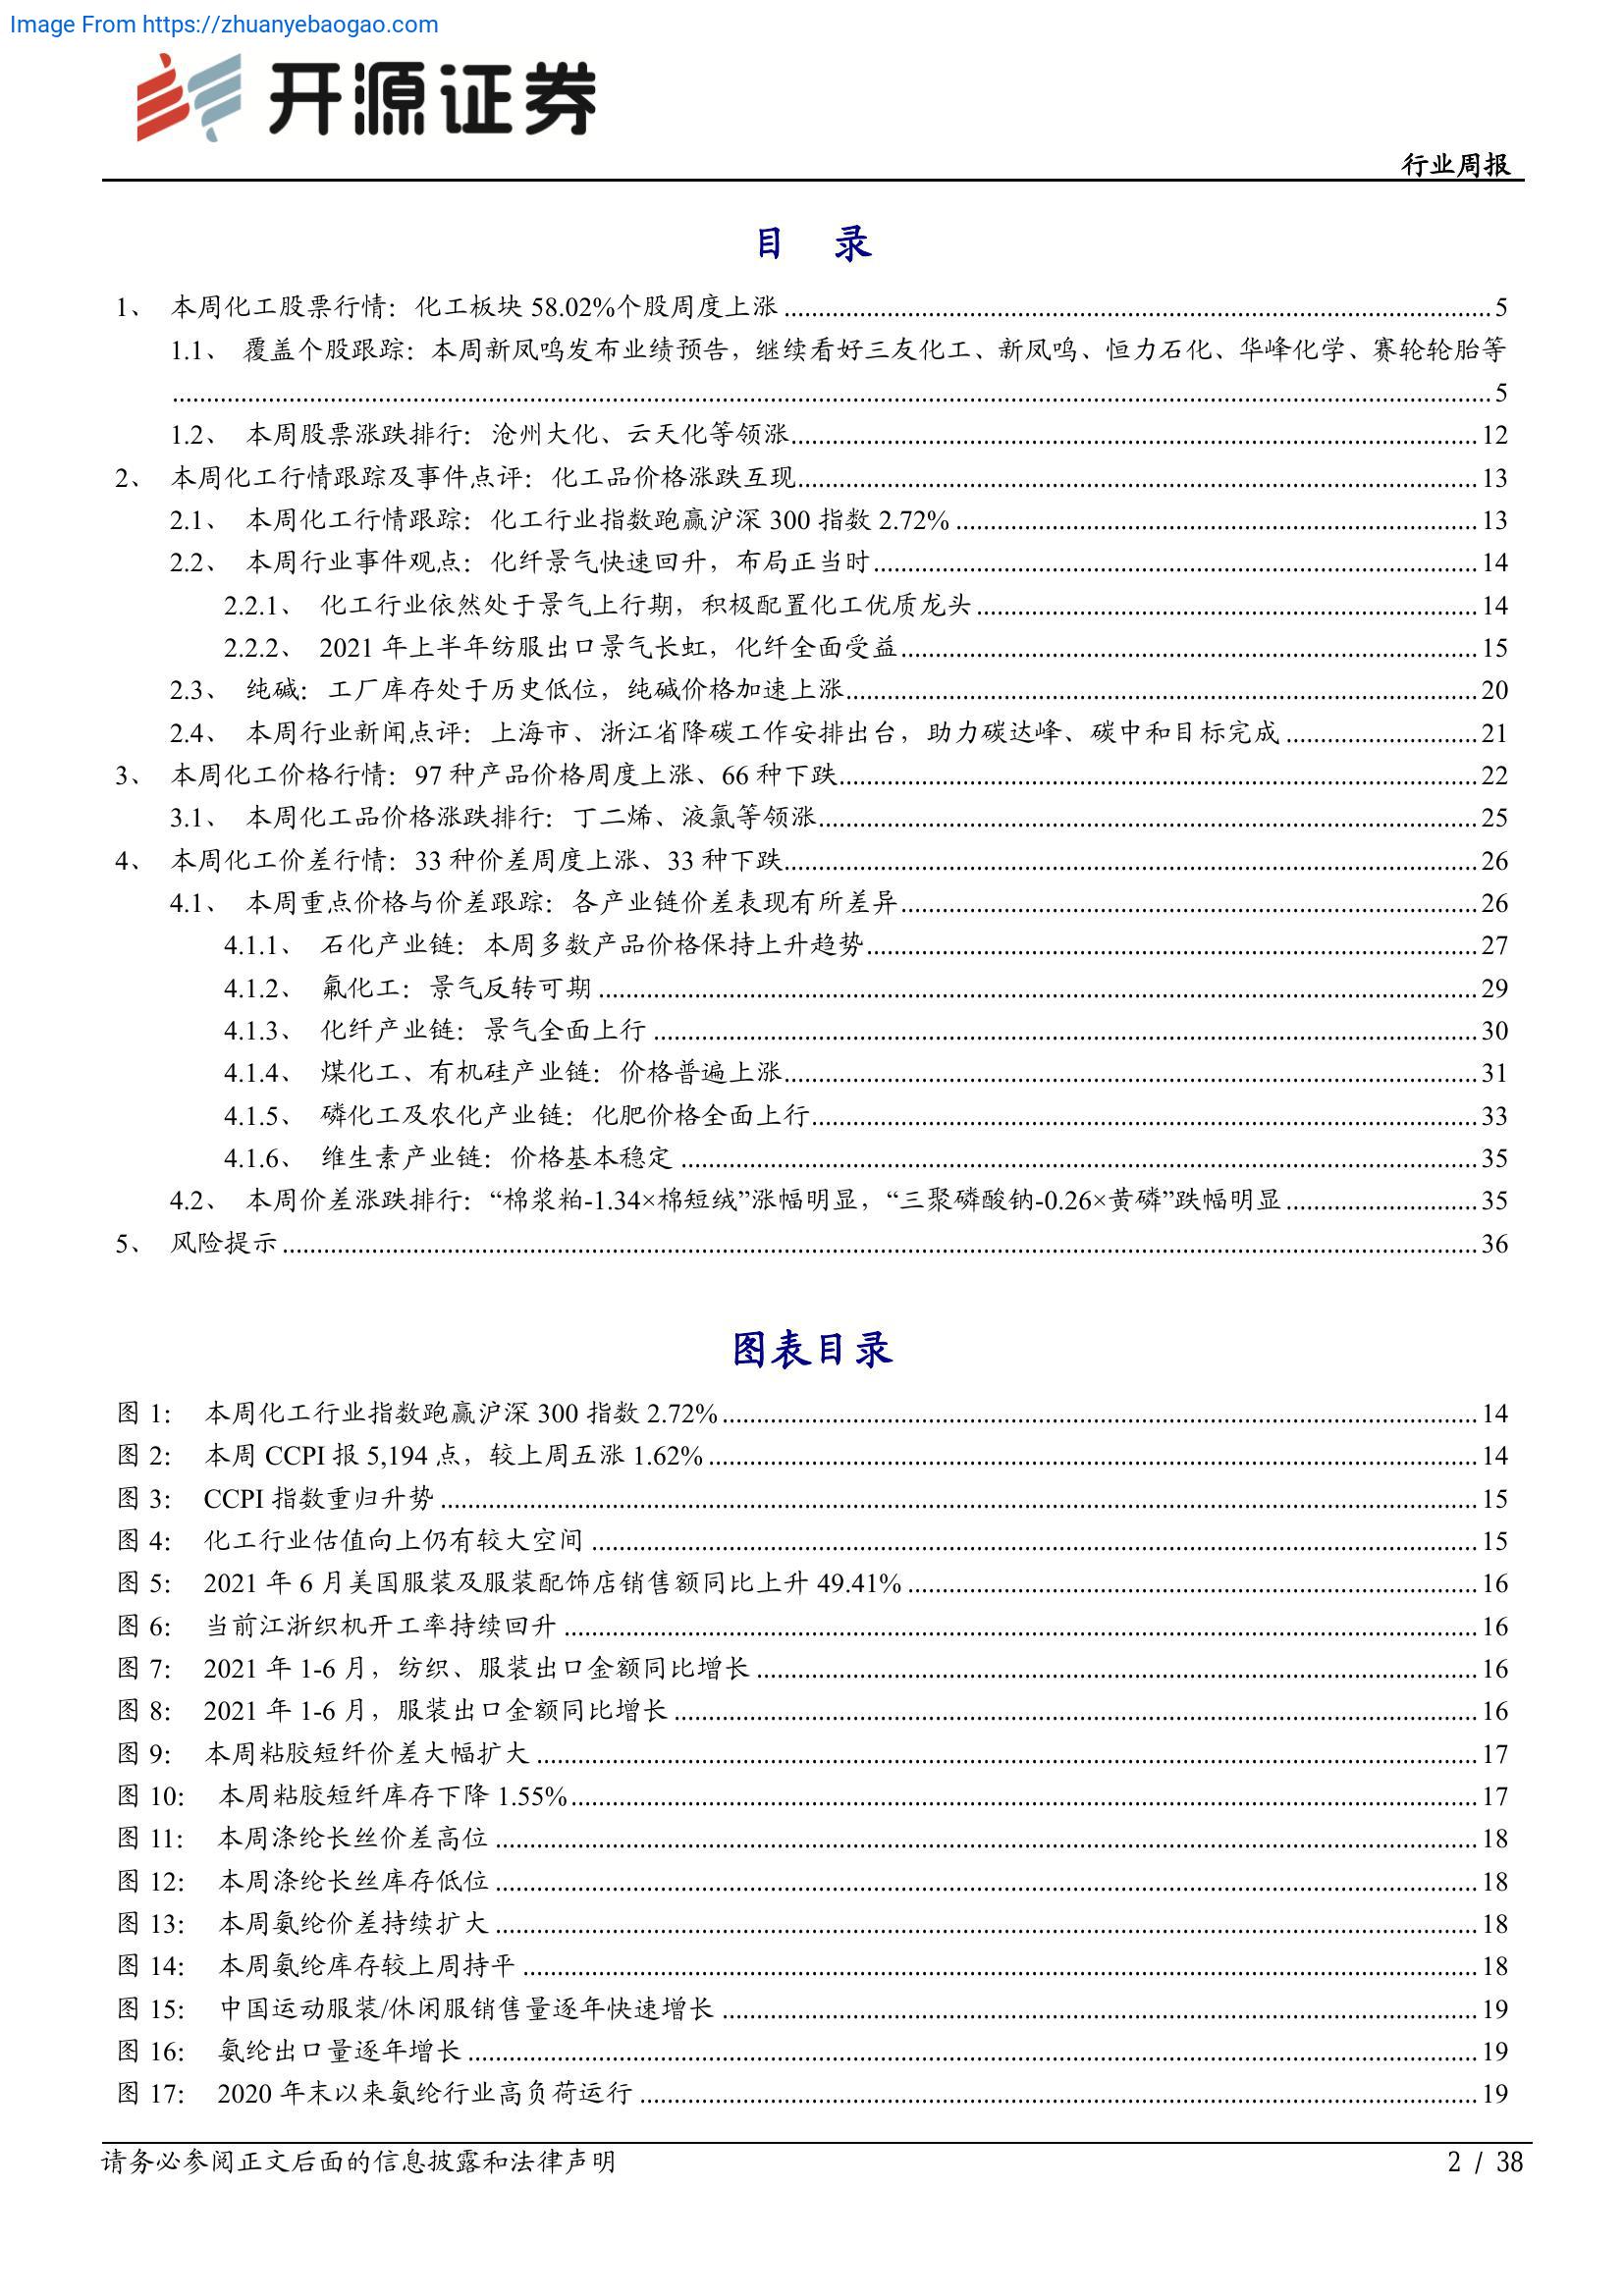 Image From https://zhuanyebaogao.com
开源证券
行业周报
目 录
1、 本周化工股票行情：化工板块 58.02%个股周度上涨 ........ 5
1.1、 覆盖个股跟踪：本周新凤鸣发布业绩预告，继续看好三友化工、新凤鸣、恒力石化、华峰化学、赛轮轮胎等
........ 5
1.2、 本周股票涨跌排行：沧州大化、云天化等领涨........ 12
2、 本周化工行情跟踪及事件点评：化工品价格涨跌互现........ 13
2.1、 本周化工行情跟踪：化工行业指数跑赢沪深 300 指数 2.72% ........ 13
2.2、 本周行业事件观点：化纤景气快速回升，布局正当时........ 14
2.2.1、 化工行业依然处于景气上行期，积极配置化工优质龙头 ........ 14
2.2.2、 2021 年上半年纺服出口景气长虹，化纤全面受益........ 15
2.3、 纯碱：工厂库存处于历史低位，纯碱价格加速上涨........ 20
2.4、 本周行业新闻点评：上海市、浙江省降碳工作安排出台，助力碳达峰、碳中和目标完成 ........ 21
3、 本周化工价格行情：97 种产品价格周度上涨、66 种下跌........ 22
3.1、 本周化工品价格涨跌排行：丁二烯、液氯等领涨........ 25
4、 本周化工价差行情：33 种价差周度上涨、33 种下跌........ 26
4.1、 本周重点价格与价差跟踪：各产业链价差表现有所差异........ 26
4.1.1、 石化产业链：本周多数产品价格保持上升趋势........ 27
4.1.2、 氟化工：景气反转可期 ........ 29
4.1.3、 化纤产业链：景气全面上行 ........ 30
4.1.4、 煤化工、有机硅产业链：价格普遍上涨........ 31
4.1.5、 磷化工及农化产业链：化肥价格全面上行........ 33
4.1.6、 维生素产业链：价格基本稳定 ........ 35
4.2、 本周价差涨跌排行：“棉浆粕-1.34×棉短绒”涨幅明显，“三聚磷酸钠-0.26×黄磷”跌幅明显 ........ 35
5、 风险提示 ........ 36
图表目录
图 1： 本周化工行业指数跑赢沪深 300 指数 2.72%........ 14
图 2： 本周 CCPI 报 5,194 点，较上周五涨 1.62% ........ 14
图 3： CCPI 指数重归升势 ........ 15
图 4： 化工行业估值向上仍有较大空间 ........ 15
图 5： 2021 年 6 月美国服装及服装配饰店销售额同比上升 49.41% ........ 16
图 6： 当前江浙织机开工率持续回升 ........ 16
图 7： 2021 年 1-6 月，纺织、服装出口金额同比增长 ........ 16
图 8： 2021 年 1-6 月，服装出口金额同比增长 ........ 16
图 9： 本周粘胶短纤价差大幅扩大 ........ 17
图 10： 本周粘胶短纤库存下降 1.55%........ 17
图 11： 本周涤纶长丝价差高位 ........ 18
图 12： 本周涤纶长丝库存低位 ........ 18
图 13： 本周氨纶价差持续扩大 ........ 18
图 14： 本周氨纶库存较上周持平 ........ 18
图 15： 中国运动服装/休闲服销售量逐年快速增长 ........ 19
图 16： 氨纶出口量逐年增长 ........ 19
图 17： 2020 年末以来氨纶行业高负荷运行 ........ 19
请务必参阅正文后面的信息披露和法律声明 2 / 38